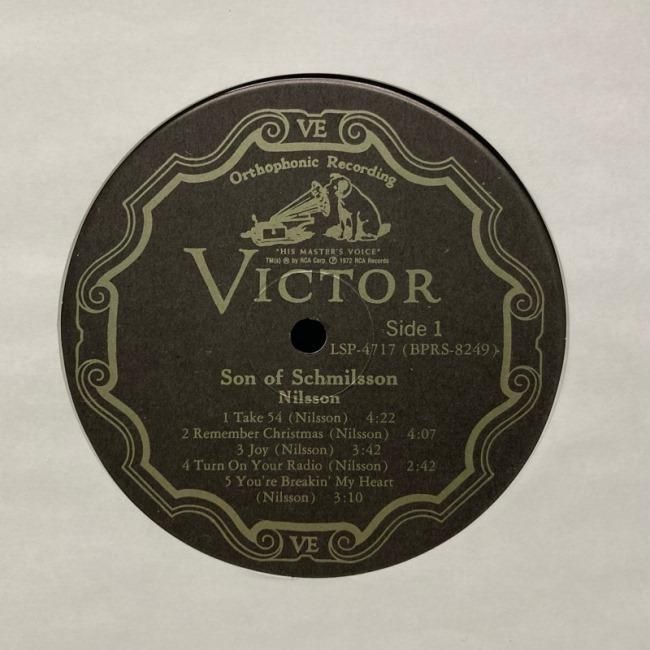 VE
Orthophonic Recording
"HIS MASTER'S VOICE"
TM(s) ® by RCA Corp. ℗ 1972 RCA Records
VICTOR
Side 1
LSP-4717 (BPRS-8249)
Son of Schmilsson
Nilsson
1 Take 54 (Nilsson) 4:22
2 Remember Christmas (Nilsson) 4:07
3 Joy (Nilsson) 3:42
4 Turn On Your Radio (Nilsson) 2:42
5 You're Breakin' My Heart
(Nilsson) 3:10
VE